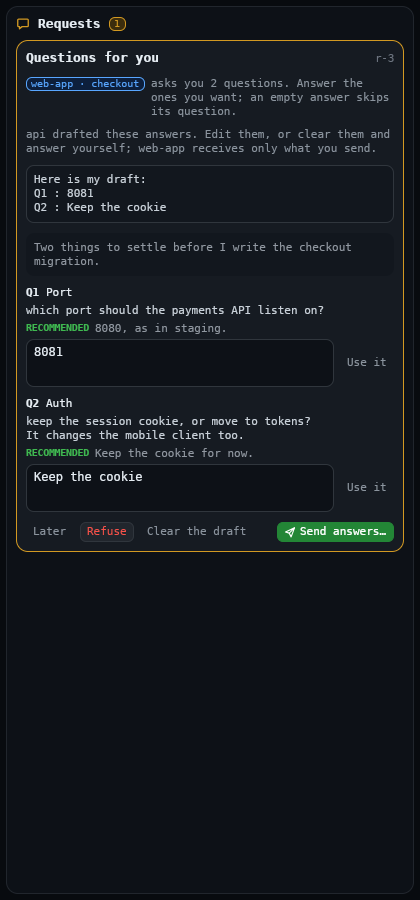 Requests 1
Questions for you r-3
web-app · checkout asks you 2 questions. Answer the
ones you want; an empty answer skips
its question.
api drafted these answers. Edit them, or clear them and
answer yourself; web-app receives only what you send.
Here is my draft:
Q1 : 8081
Q2 : Keep the cookie
Two things to settle before I write the checkout
migration.
Q1 Port
which port should the payments API listen on?
RECOMMENDED 8080, as in staging.
8081
Use it
Q2 Auth
keep the session cookie, or move to tokens?
It changes the mobile client too.
RECOMMENDED Keep the cookie for now.
Keep the cookie
Use it
Later Refuse Clear the draft Send answers…